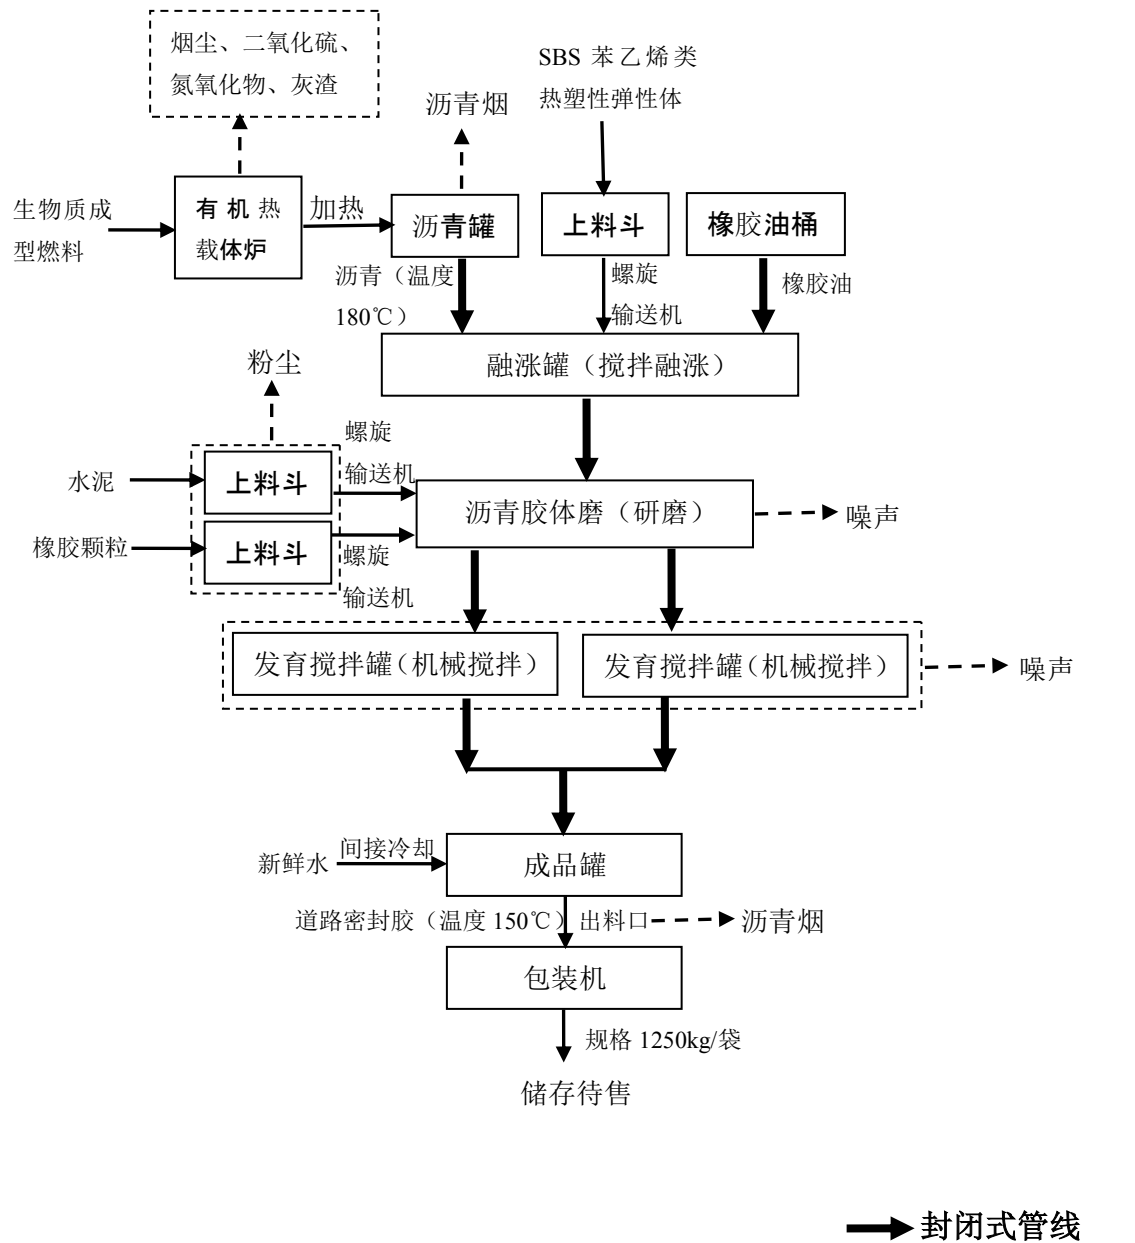 烟尘、二氧化硫、
氮氧化物、灰渣
沥青烟
SBS 苯乙烯类
热塑性弹性体
生物质成
型燃料
有机热
载体炉
加热
沥青罐
上料斗
橡胶油桶
沥青（温度
180℃）
螺旋
输送机
橡胶油
融涨罐（搅拌融涨）
粉尘
水泥
上料斗
螺旋
输送机
橡胶颗粒
上料斗
螺旋
输送机
沥青胶体磨（研磨）
噪声
发育搅拌罐（机械搅拌）
发育搅拌罐（机械搅拌）
噪声
新鲜水
间接冷却
成品罐
道路密封胶（温度 150℃）出料口
沥青烟
包装机
规格 1250kg/袋
储存待售
封闭式管线